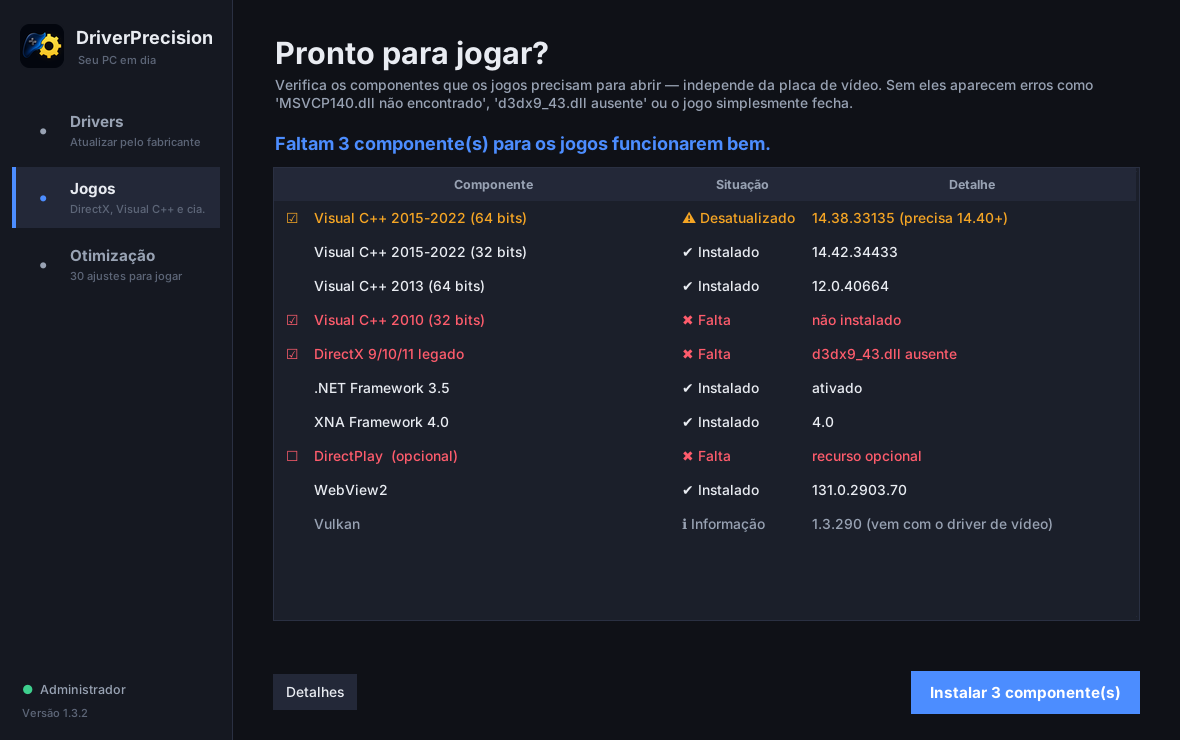 DriverPrecision
Seu PC em dia
Drivers
Atualizar pelo fabricante
Jogos
DirectX, Visual C++ e cia.
Otimização
30 ajustes para jogar
Administrador
Versão 1.3.2
Pronto para jogar?
Verifica os componentes que os jogos precisam para abrir — independe da placa de vídeo. Sem eles aparecem erros como
'MSVCP140.dll não encontrado', 'd3dx9_43.dll ausente' ou o jogo simplesmente fecha.
Faltam 3 componente(s) para os jogos funcionarem bem.
Componente Situação Detalhe
☑ Visual C++ 2015-2022 (64 bits) ⚠ Desatualizado 14.38.33135 (precisa 14.40+)
Visual C++ 2015-2022 (32 bits) ✔ Instalado 14.42.34433
Visual C++ 2013 (64 bits) ✔ Instalado 12.0.40664
☑ Visual C++ 2010 (32 bits) ✖ Falta não instalado
☑ DirectX 9/10/11 legado ✖ Falta d3dx9_43.dll ausente
.NET Framework 3.5 ✔ Instalado ativado
XNA Framework 4.0 ✔ Instalado 4.0
☐ DirectPlay (opcional) ✖ Falta recurso opcional
WebView2 ✔ Instalado 131.0.2903.70
Vulkan ℹ Informação 1.3.290 (vem com o driver de vídeo)
Detalhes
Instalar 3 componente(s)